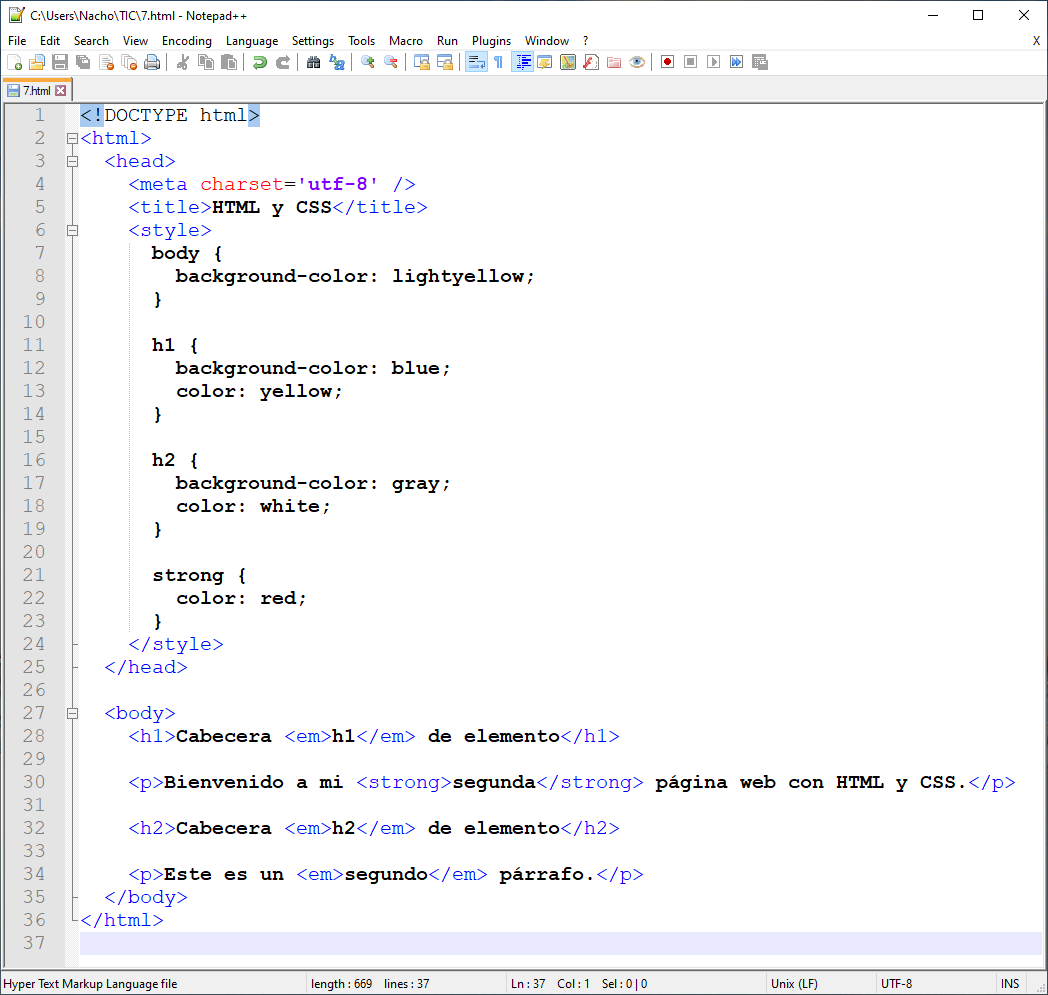 C:\Users\Nacho\TIC\7.html - Notepad++
File Edit Search View Encoding Language Settings Tools Macro Run Plugins Window ? X
7.html
1 <!DOCTYPE html>
2 <html>
3   <head>
4     <meta charset='utf-8' />
5     <title>HTML y CSS</title>
6     <style>
7       body {
8         background-color: lightyellow;
9       }
10
11       h1 {
12         background-color: blue;
13         color: yellow;
14       }
15
16       h2 {
17         background-color: gray;
18         color: white;
19       }
20
21       strong {
22         color: red;
23       }
24     </style>
25   </head>
26
27   <body>
28     <h1>Cabecera <em>h1</em> de elemento</h1>
29
30     <p>Bienvenido a mi <strong>segunda</strong> página web con HTML y CSS.</p>
31
32     <h2>Cabecera <em>h2</em> de elemento</h2>
33
34     <p>Este es un <em>segundo</em> párrafo.</p>
35   </body>
36 </html>
37
Hyper Text Markup Language file length : 669 lines : 37 Ln : 37 Col : 1 Sel : 0 | 0 Unix (LF) UTF-8 INS